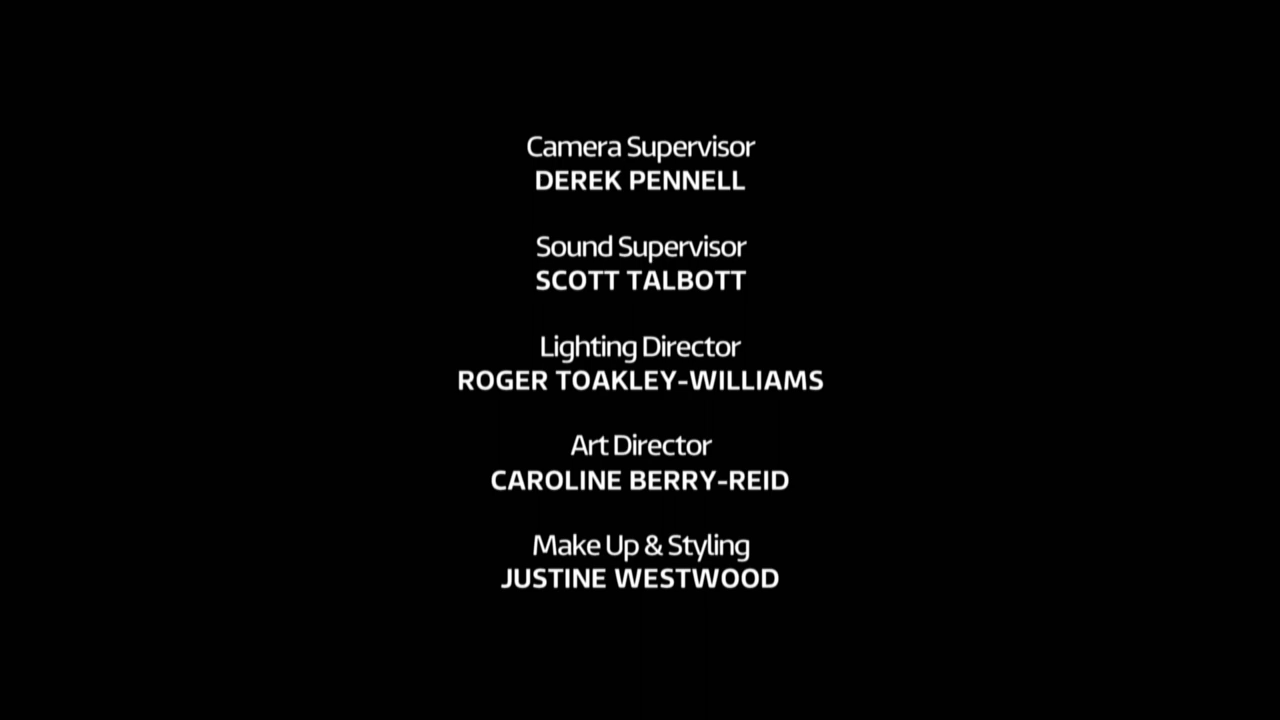 Camera Supervisor
DEREK PENNELL
Sound Supervisor
SCOTT TALBOTT
Lighting Director
ROGER TOAKLEY-WILLIAMS
Art Director
CAROLINE BERRY-REID
Make Up & Styling
JUSTINE WESTWOOD